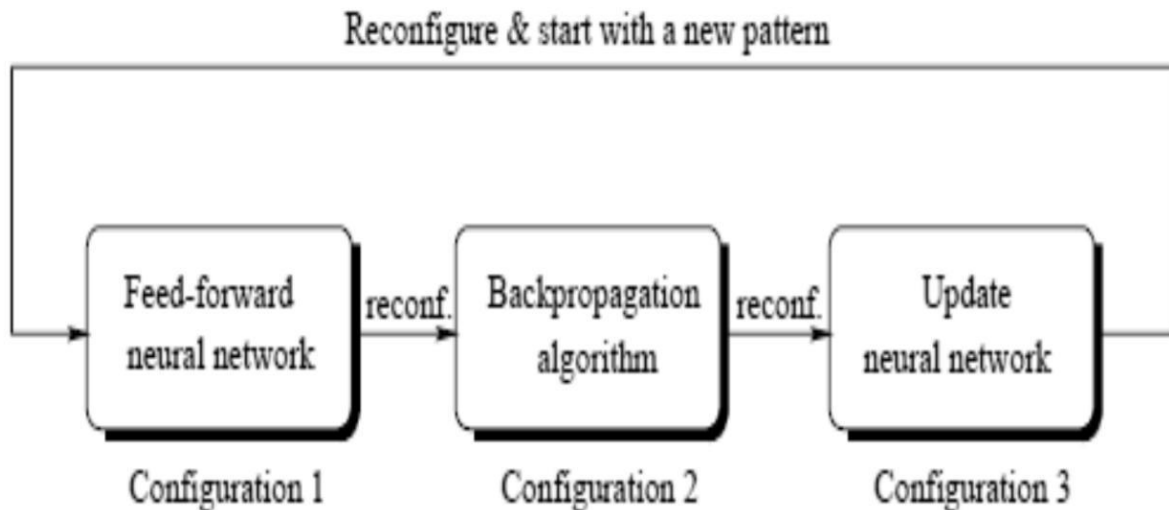 Reconfigure & start with a new pattern
Feed-forward
neural network
reconf.
Backpropagation
algorithm
reconf.
Update
neural network
Configuration 1
Configuration 2
Configuration 3